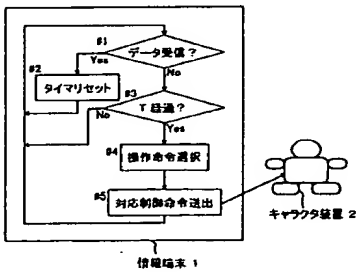 #1
データ受信?
Yes
No
#2
タイマリセット
#3
T 経過?
No
Yes
#4
操作命令選択
#5
対応制御命令送出
キャラクタ装置 2
情報端末 1